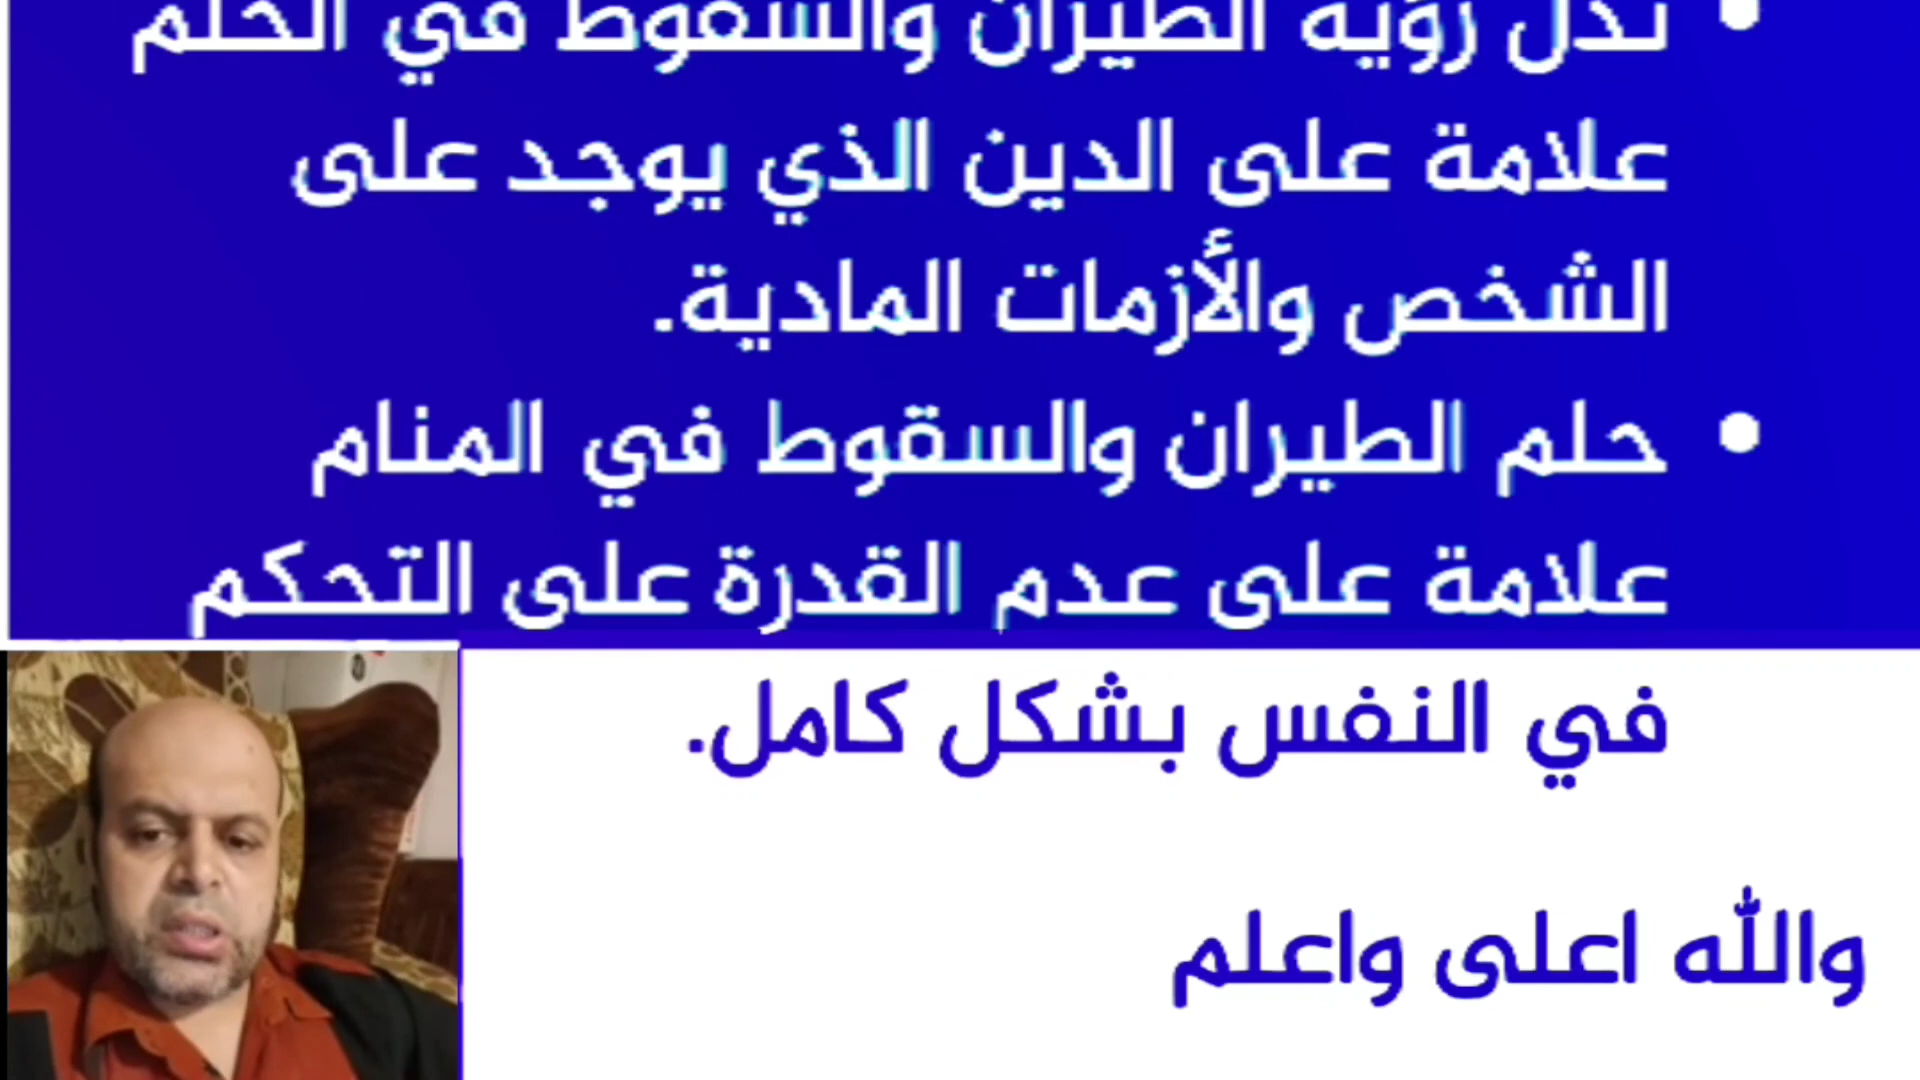 تدل رؤية الطيران والسقوط في الحلم
علامة على الدين الذي يوجد على
الشخص والأزمات المادية.
حلم الطيران والسقوط في المنام
علامة على عدم القدرة على التحكم
في النفس بشكل كامل.
والله اعلى واعلم